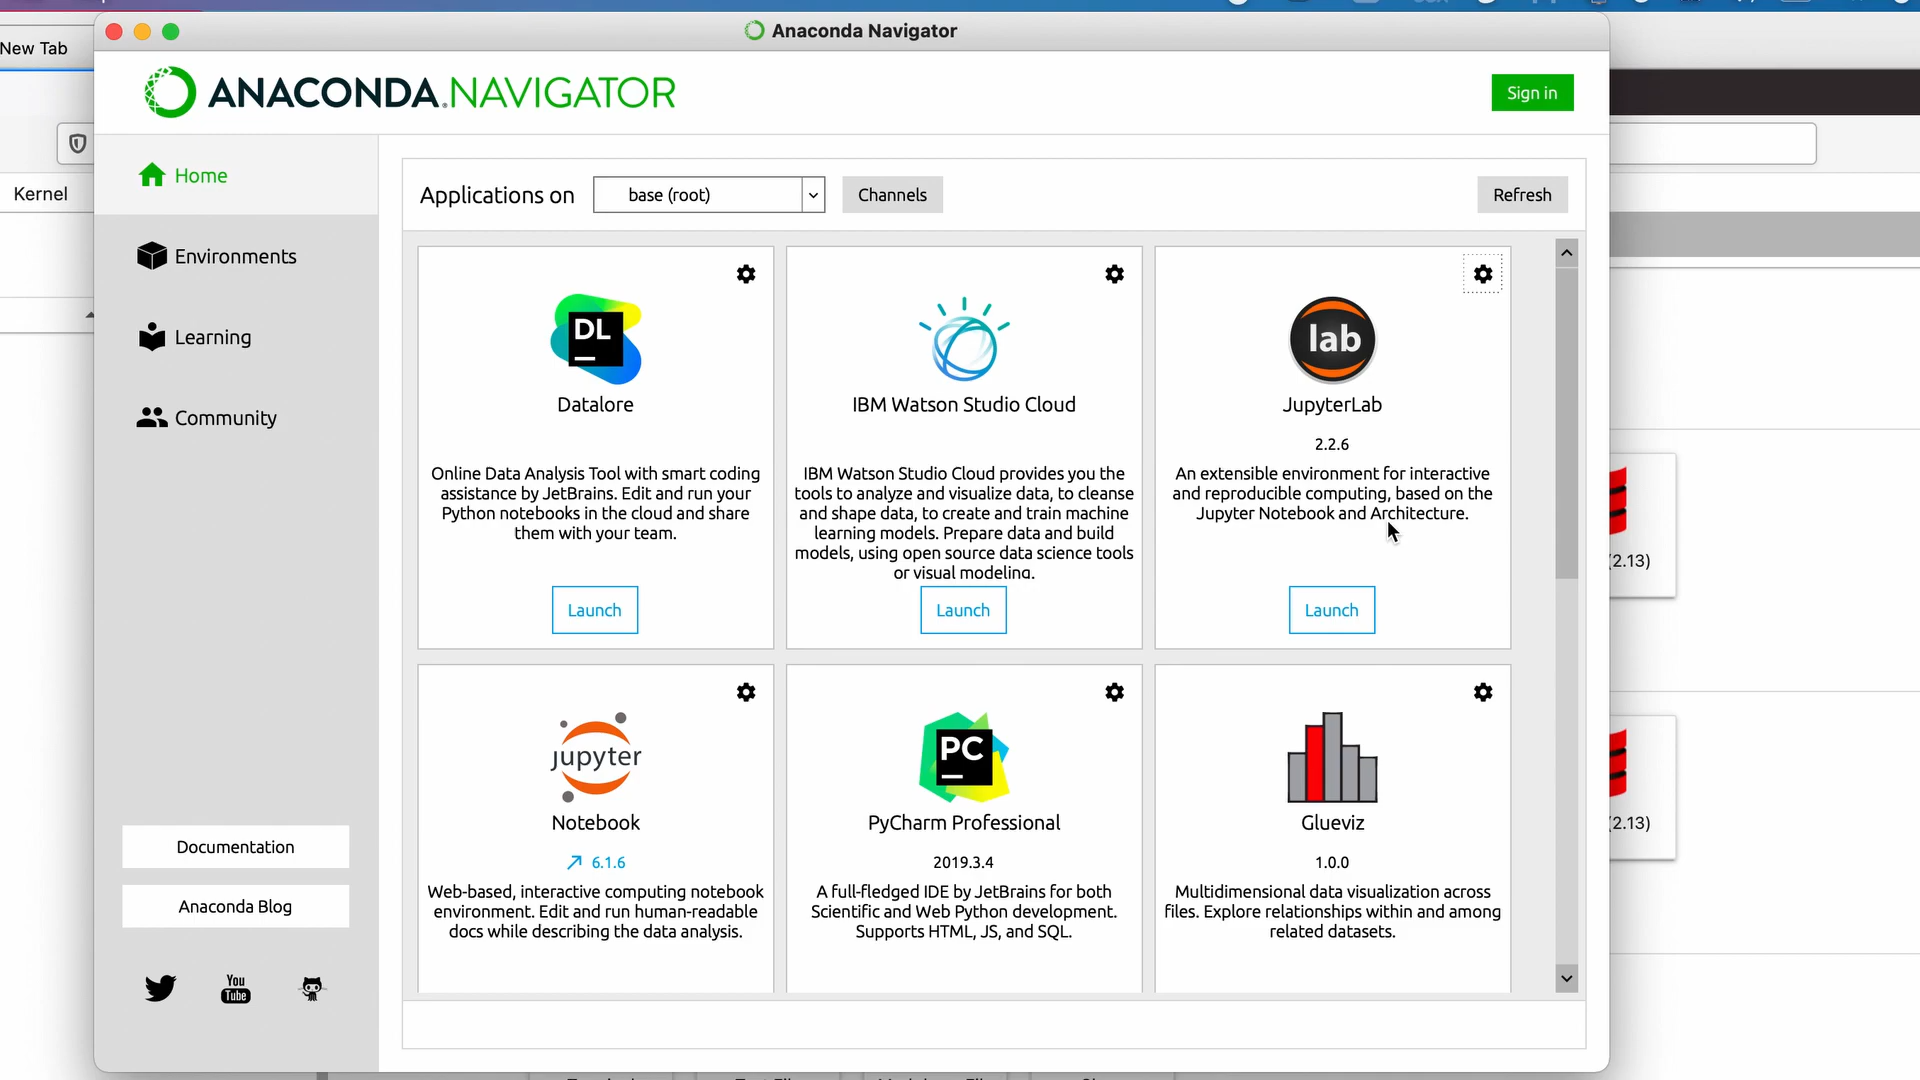 New Tab
Anaconda Navigator
ANACONDA.NAVIGATOR
Sign in
Kernel
Home
Applications on
base (root)
Channels
Refresh
Environments
Learning
Community
DL
Datalore
Online Data Analysis Tool with smart coding
assistance by JetBrains. Edit and run your
Python notebooks in the cloud and share
them with your team.
Launch
IBM Watson Studio Cloud
IBM Watson Studio Cloud provides you the
tools to analyze and visualize data, to cleanse
and shape data, to create and train machine
learning models. Prepare data and build
models, using open source data science tools
or visual modeling.
Launch
lab
JupyterLab
2.2.6
An extensible environment for interactive
and reproducible computing, based on the
Jupyter Notebook and Architecture.
Launch
(2.13)
jupyter
Notebook
6.1.6
Web-based, interactive computing notebook
environment. Edit and run human-readable
docs while describing the data analysis.
PC
PyCharm Professional
2019.3.4
A full-fledged IDE by JetBrains for both
Scientific and Web Python development.
Supports HTML, JS, and SQL.
Glueviz
1.0.0
Multidimensional data visualization across
files. Explore relationships within and among
related datasets.
(2.13)
Documentation
Anaconda Blog
You
Tube